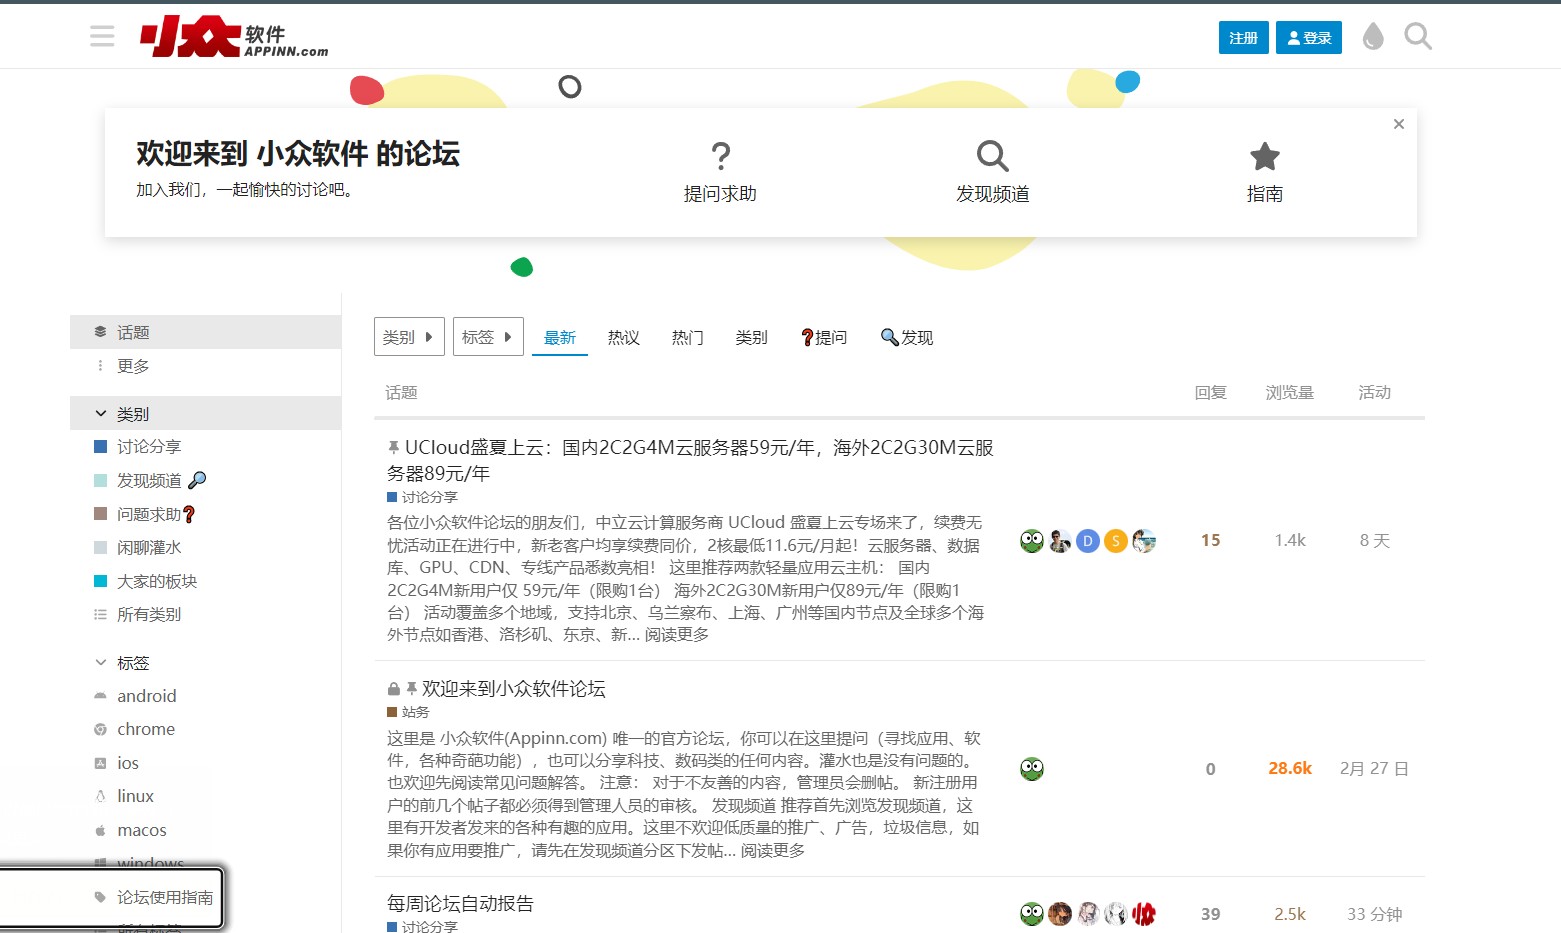 小众软件
APPINN.com
注册
登录
欢迎来到 小众软件 的论坛
加入我们，一起愉快的讨论吧。
提问求助
发现频道
指南
话题
更多
类别
讨论分享
发现频道
问题求助
闲聊灌水
大家的板块
所有类别
标签
android
chrome
ios
linux
macos
windows
论坛使用指南
所有标签
类别 标签 最新 热议 热门 类别 ❓提问 🔍发现
话题 回复 浏览量 活动
UCloud盛夏上云：国内2C2G4M云服务器59元/年，海外2C2G30M云服
务器89元/年
讨论分享
各位小众软件论坛的朋友们，中立云计算服务商 UCloud 盛夏上云专场来了，续费无
忧活动正在进行中，新老客户均享续费同价，2核最低11.6元/月起！云服务器、数据
库、GPU、CDN、专线产品悉数亮相！ 这里推荐两款轻量应用云主机： 国内
2C2G4M新用户仅 59元/年（限购1台） 海外2C2G30M新用户仅89元/年（限购1
台） 活动覆盖多个地域，支持北京、乌兰察布、上海、广州等国内节点及全球多个海
外节点如香港、洛杉矶、东京、新... 阅读更多
D S
15 1.4k 8 天
欢迎来到小众软件论坛
站务
这里是 小众软件(Appinn.com) 唯一的官方论坛，你可以在这里提问（寻找应用、软
件，各种奇葩功能），也可以分享科技、数码类的任何内容。灌水也是没有问题的。
也欢迎先阅读常见问题解答。 注意： 对于不友善的内容，管理员会删帖。 新注册用
户的前几个帖子都必须得到管理人员的审核。 发现频道 推荐首先浏览发现频道，这
里有开发者发来的各种有趣的应用。这里不欢迎低质量的推广、广告，垃圾信息，如
果你有应用要推广，请先在发现频道分区下发帖... 阅读更多
0 28.6k 2月 27 日
每周论坛自动报告
讨论分享
39 2.5k 33 分钟